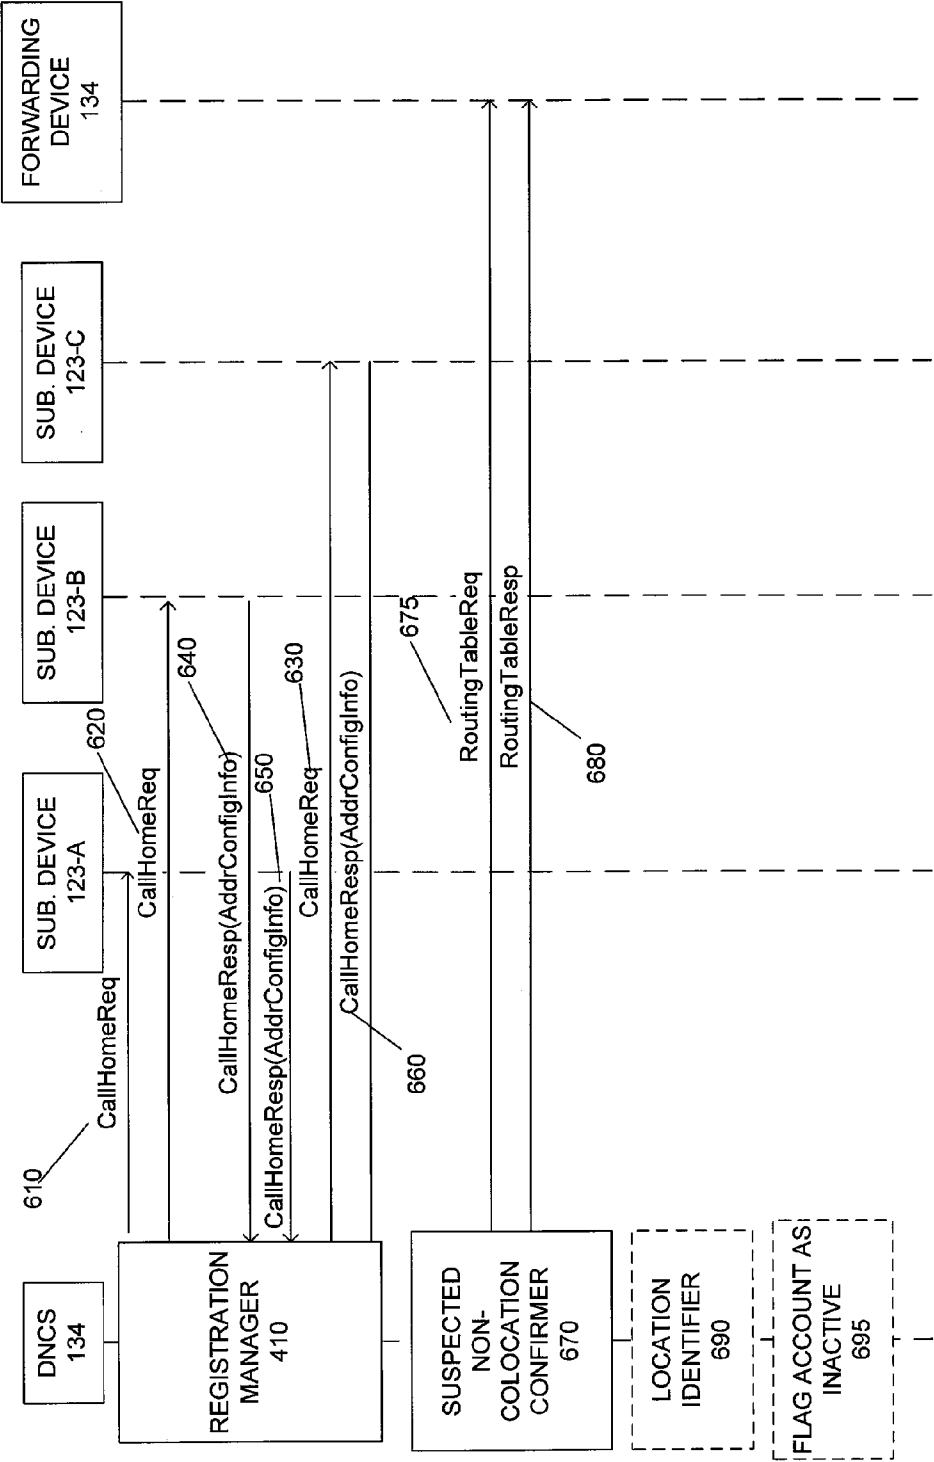 DNCS
134
SUB. DEVICE
123-A
SUB. DEVICE
123-B
SUB. DEVICE
123-C
FORWARDING
DEVICE
134
610
CallHomeReq
620
CallHomeReq
640
CallHomeResp(AddrConfigInfo)
650
CallHomeResp(AddrConfigInfo)
630
CallHomeReq
CallHomeResp(AddrConfigInfo)
660
REGISTRATION
MANAGER
410
675
RoutingTableReq
RoutingTableResp
680
SUSPECTED
NON-
COLOCATION
CONFIRMER
670
LOCATION
IDENTIFIER
690
FLAG ACCOUNT AS
INACTIVE
695